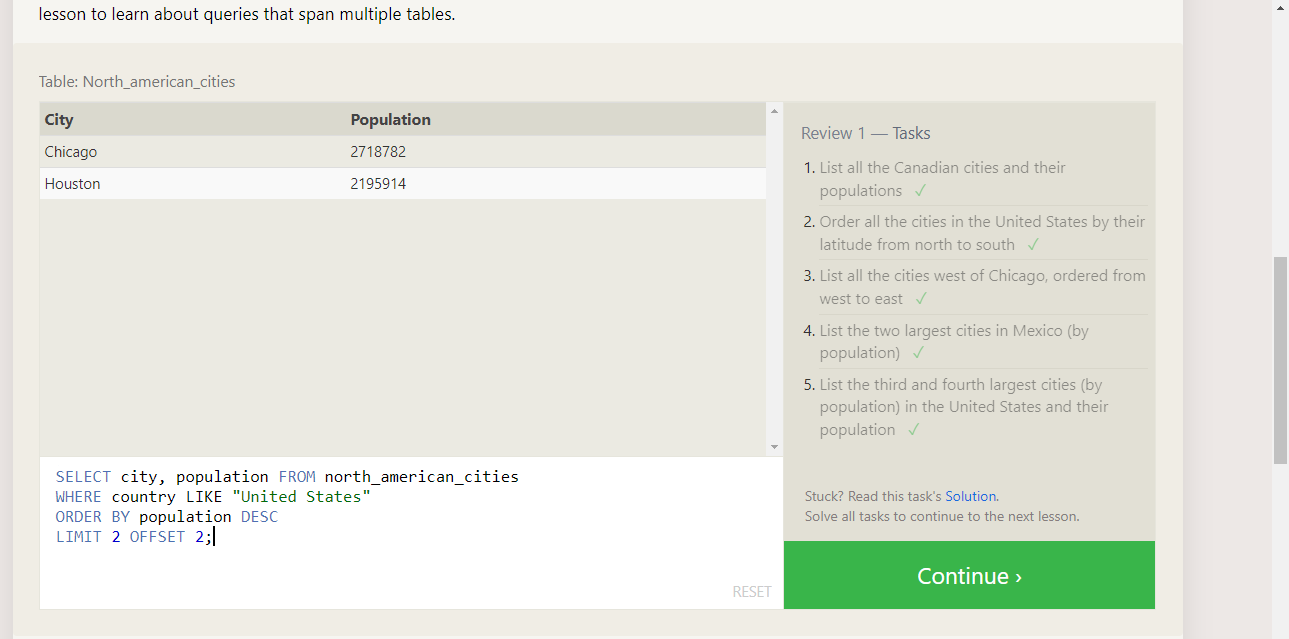 lesson to learn about queries that span multiple tables.
Table: North_american_cities
City Population
Chicago 2718782
Houston 2195914
SELECT city, population FROM north_american_cities
WHERE country LIKE "United States"
ORDER BY population DESC
LIMIT 2 OFFSET 2;
RESET
Review 1 — Tasks
1. List all the Canadian cities and their
populations ✓
2. Order all the cities in the United States by their
latitude from north to south ✓
3. List all the cities west of Chicago, ordered from
west to east ✓
4. List the two largest cities in Mexico (by
population) ✓
5. List the third and fourth largest cities (by
population) in the United States and their
population ✓
Stuck? Read this task's Solution.
Solve all tasks to continue to the next lesson.
Continue ›